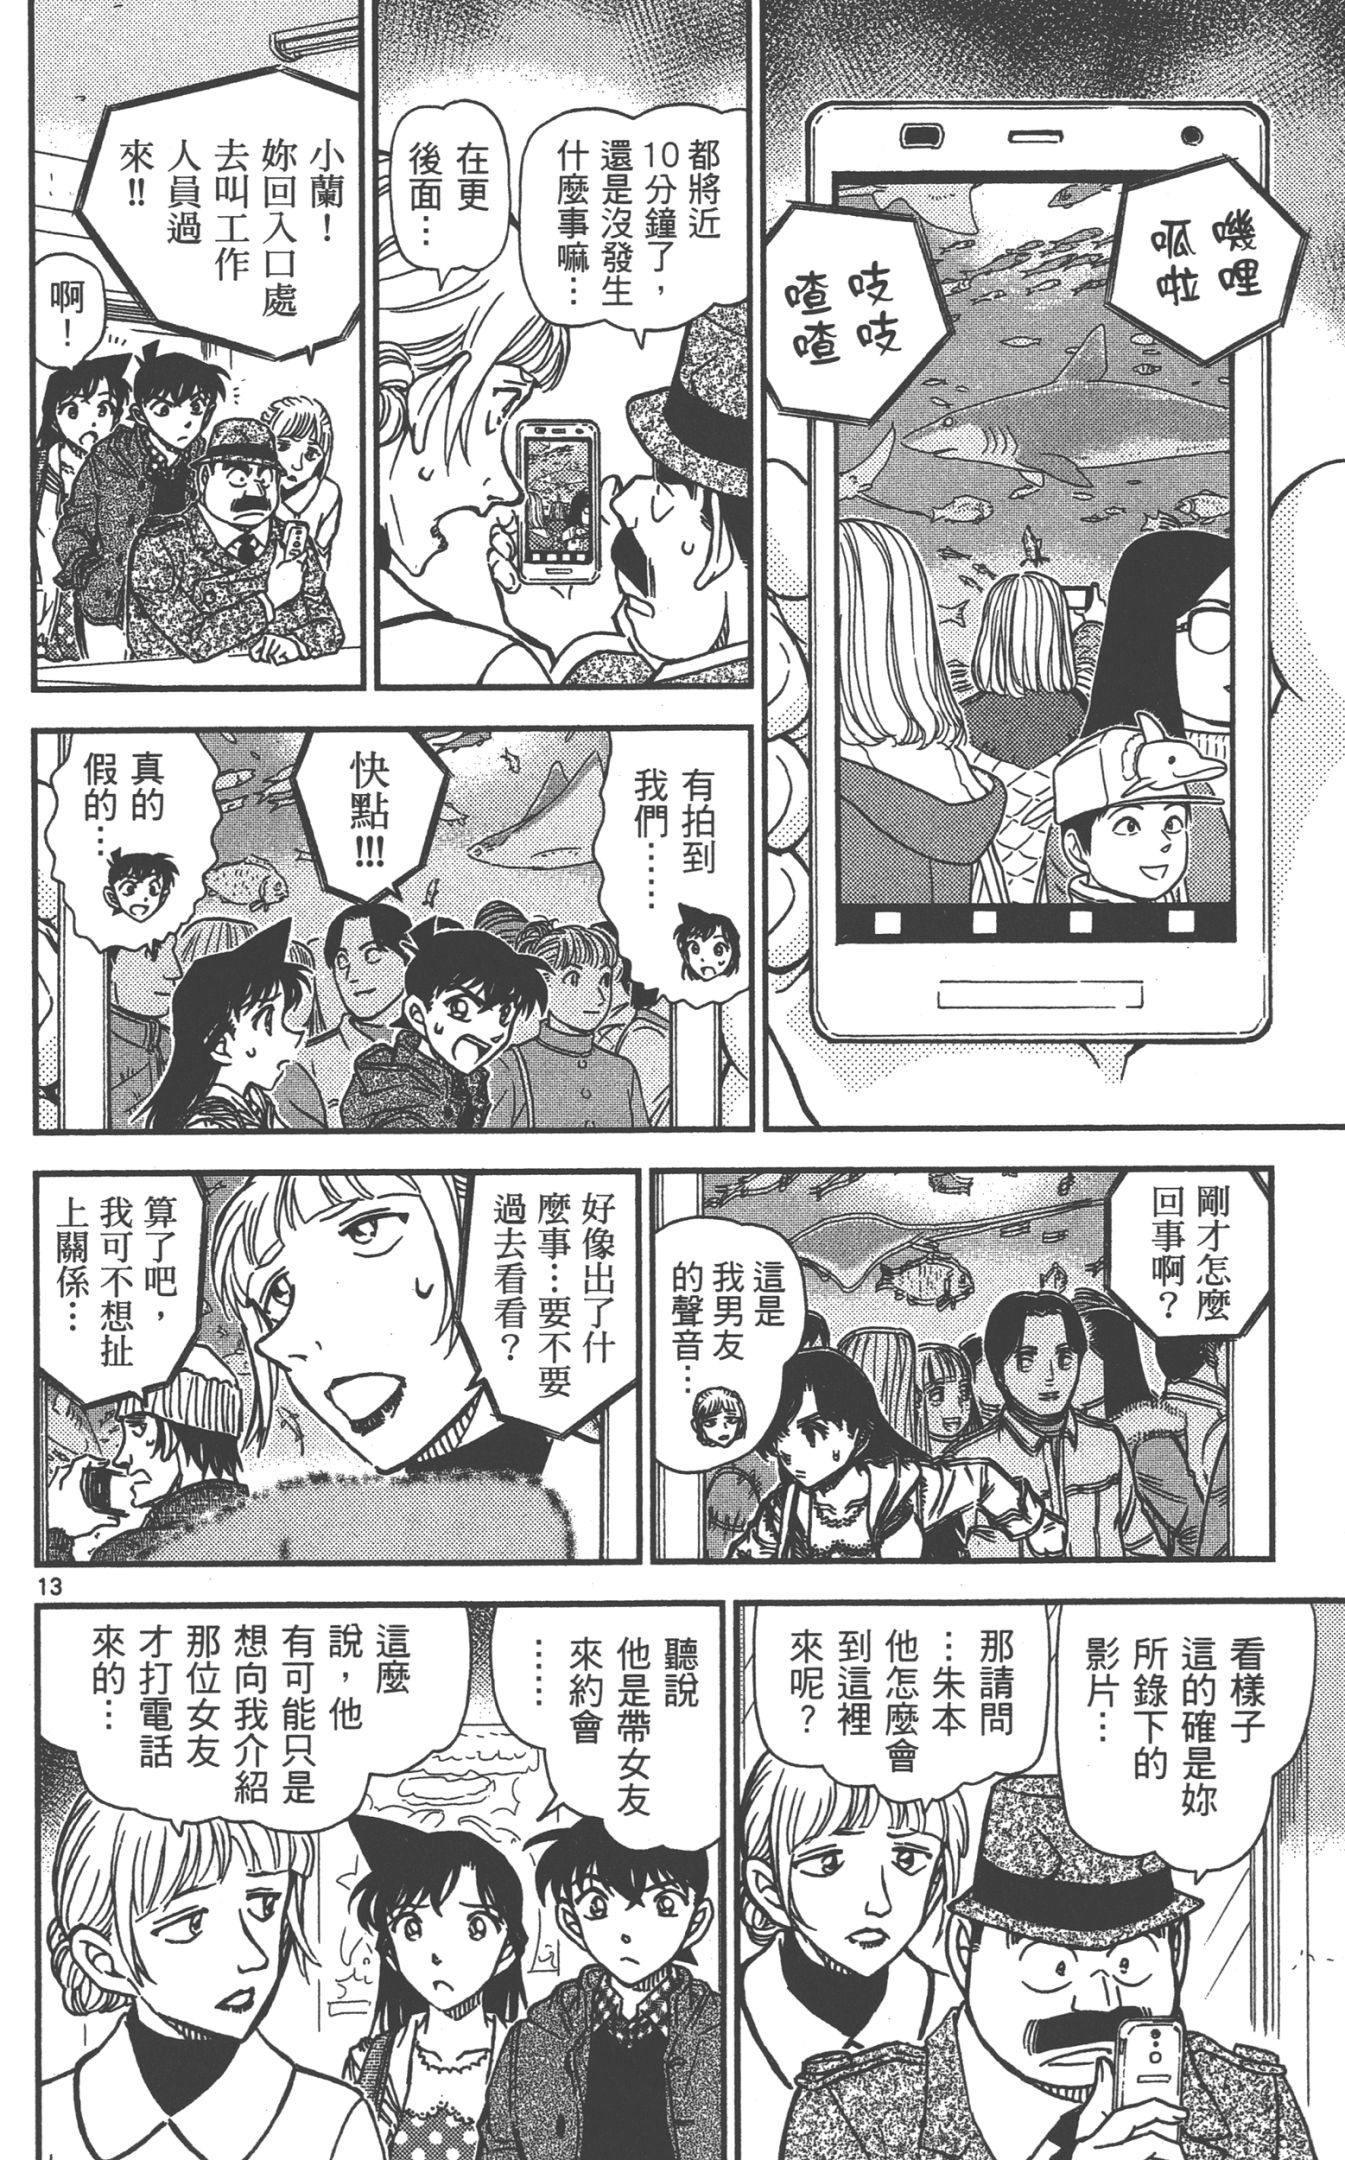 嘰哩
呱啦
吱吱
喳喳
都將近
10分鐘了，
還是沒發生
什麼事嘛…
在更
後面…
小蘭！
妳回入口處
去叫工作
人員過
來!!
啊！
有拍到
我們……
快點!!!
真的
假的…
剛才怎麼
回事啊？
這是
我男友
的聲音…
好像出了什
麼事…要不要
過去看看？
算了吧，
我可不想扯
上關係…
13
看樣子
這的確是妳
所錄下的
影片…
那請問
…朱本
他怎麼會
到這裡
來呢？
聽說
他是帶女友
來約會
……
這麼
說，他
有可能只是
想向我介紹
那位女友
才打電話
來的…